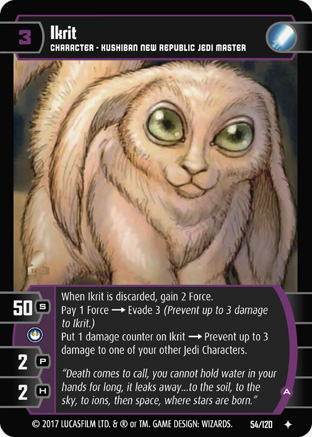 3
Ikrit
CHARACTER - KUSHIBAN NEW REPUBLIC JEDI MASTER
50 S
When Ikrit is discarded, gain 2 Force.
Pay 1 Force → Evade 3 (Prevent up to 3 damage
to Ikrit.)
Put 1 damage counter on Ikrit → Prevent up to 3
damage to one of your other Jedi Characters.
2 P
2 H
"Death comes to call, you cannot hold water in your
hands for long, it leaks away...to the soil, to the
sky, to ions, then space, where stars are born."
A
© 2017 LUCASFILM LTD. & ® or TM. GAME DESIGN: WIZARDS.
54/120